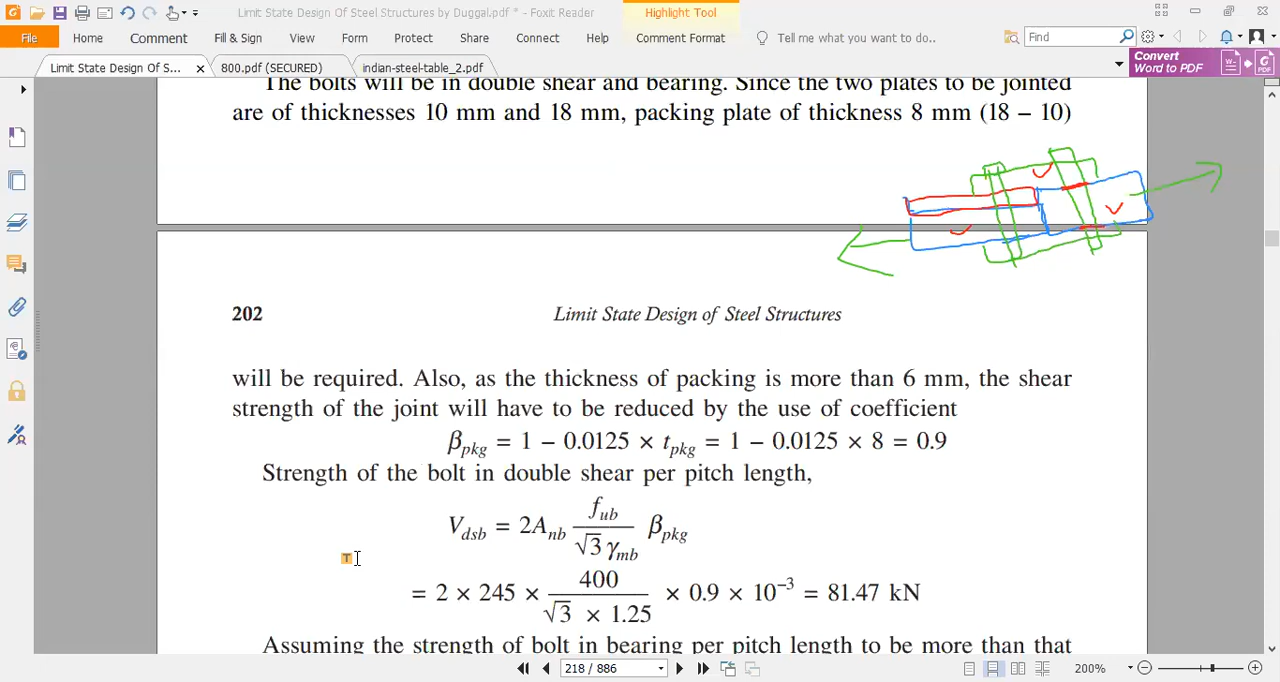 Limit State Design Of Steel Structures by Duggal.pdf * - Foxit Reader
Highlight Tool
File Home Comment Fill & Sign View Form Protect Share Connect Help Comment Format Tell me what you want to do.. Find
Limit State Design Of S... 800.pdf (SECURED) indian-steel-table_2.pdf
Convert
Word to PDF
The bolts will be in double shear and bearing. Since the two plates to be jointed
are of thicknesses 10 mm and 18 mm, packing plate of thickness 8 mm (18 – 10)
202 Limit State Design of Steel Structures
will be required. Also, as the thickness of packing is more than 6 mm, the shear
strength of the joint will have to be reduced by the use of coefficient
β_pkg = 1 – 0.0125 × t_pkg = 1 – 0.0125 × 8 = 0.9
Strength of the bolt in double shear per pitch length,
V_dsb = 2A_nb f_ub / √3 γ_mb β_pkg
= 2 × 245 × 400 / √3 × 1.25 × 0.9 × 10⁻³ = 81.47 kN
Assuming the strength of bolt in bearing per pitch length to be more than that
218 / 886 200%